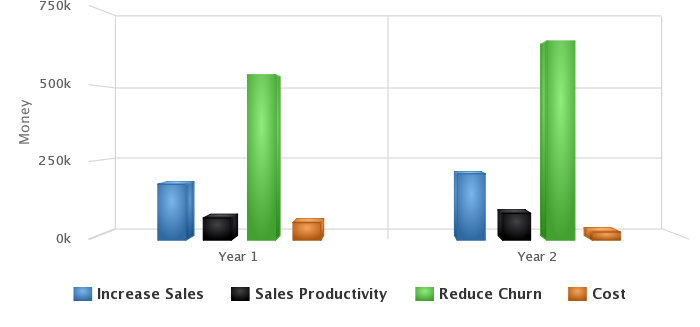 750k
500k
250k
0k
Money
Year 1
Year 2
Increase Sales
Sales Productivity
Reduce Churn
Cost